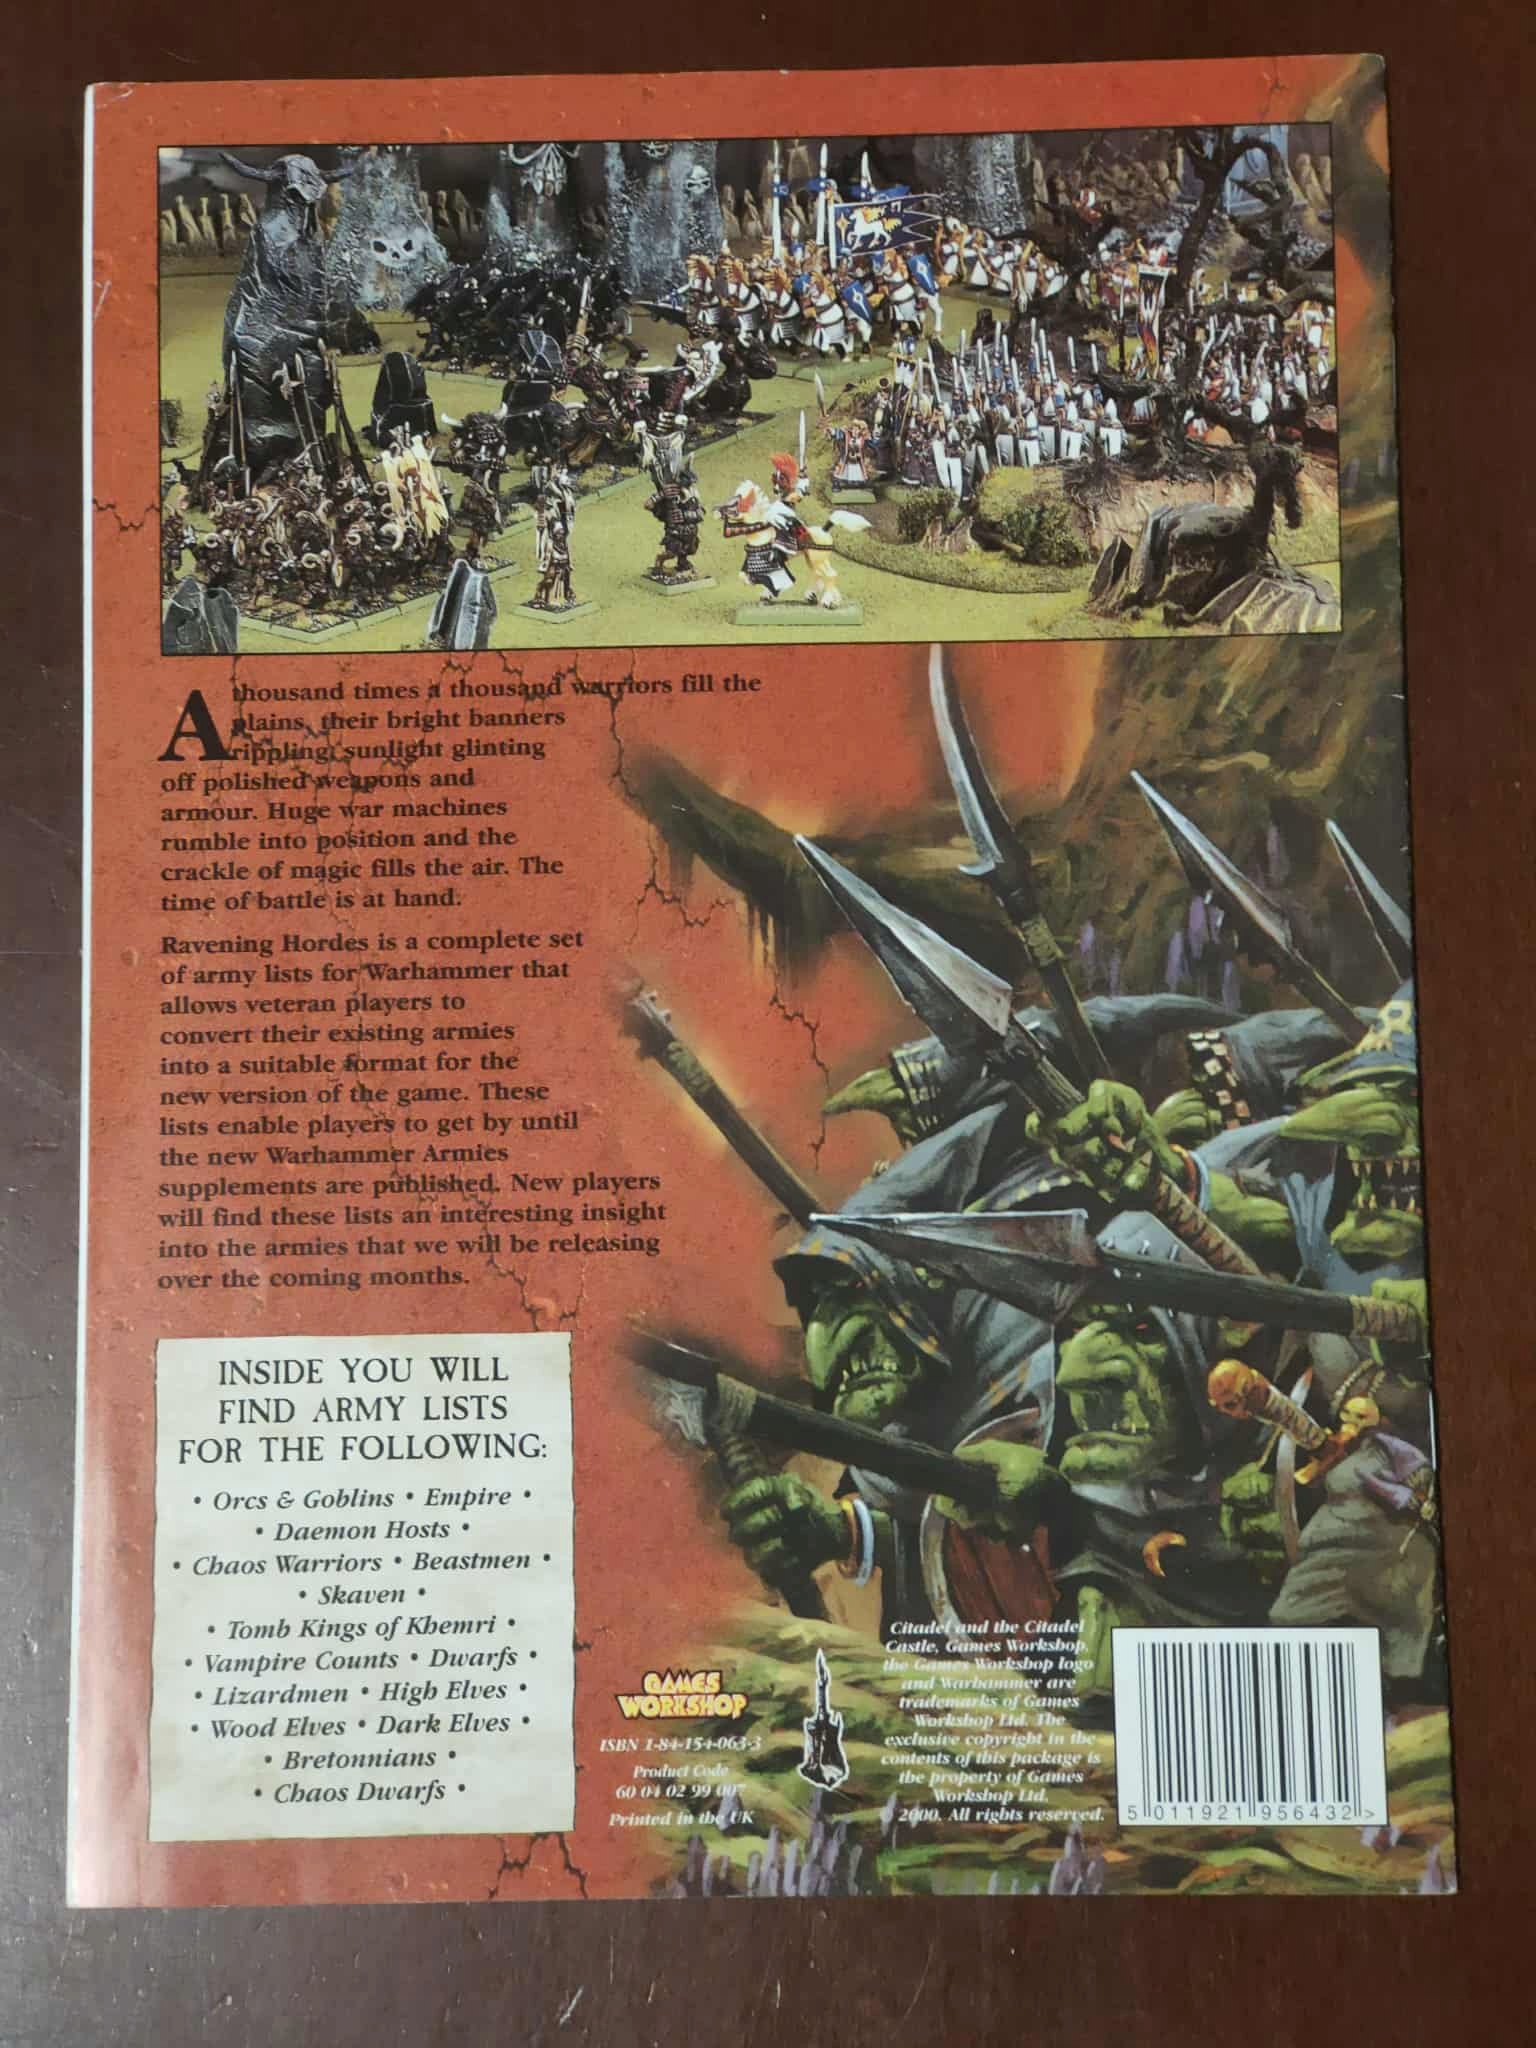 A thousand times a thousand warriors fill the
plains, their bright banners
rippling, sunlight glinting
off polished weapons and
armour. Huge war machines
rumble into position and the
crackle of magic fills the air. The
time of battle is at hand.
Ravening Hordes is a complete set
of army lists for Warhammer that
allows veteran players to
convert their existing armies
into a suitable format for the
new version of the game. These
lists enable players to get by until
the new Warhammer Armies
supplements are published. New players
will find these lists an interesting insight
into the armies that we will be releasing
over the coming months.
INSIDE YOU WILL
FIND ARMY LISTS
FOR THE FOLLOWING:
• Orcs & Goblins • Empire •
• Daemon Hosts •
• Chaos Warriors • Beastmen •
• Skaven •
• Tomb Kings of Khemri •
• Vampire Counts • Dwarfs •
• Lizardmen • High Elves •
• Wood Elves • Dark Elves •
• Bretonnians •
• Chaos Dwarfs •
GAMES
WORKSHOP
ISBN 1-84-154-063-3
Product Code
60 04 02 99 007
Printed in the UK
Citadel and the Citadel
Castle, Games Workshop,
the Games Workshop logo
and Warhammer are
trademarks of Games
Workshop Ltd. The
exclusive copyright in the
contents of this package is
the property of Games
Workshop Ltd.
© 2000. All rights reserved.
5 011921 956432 >